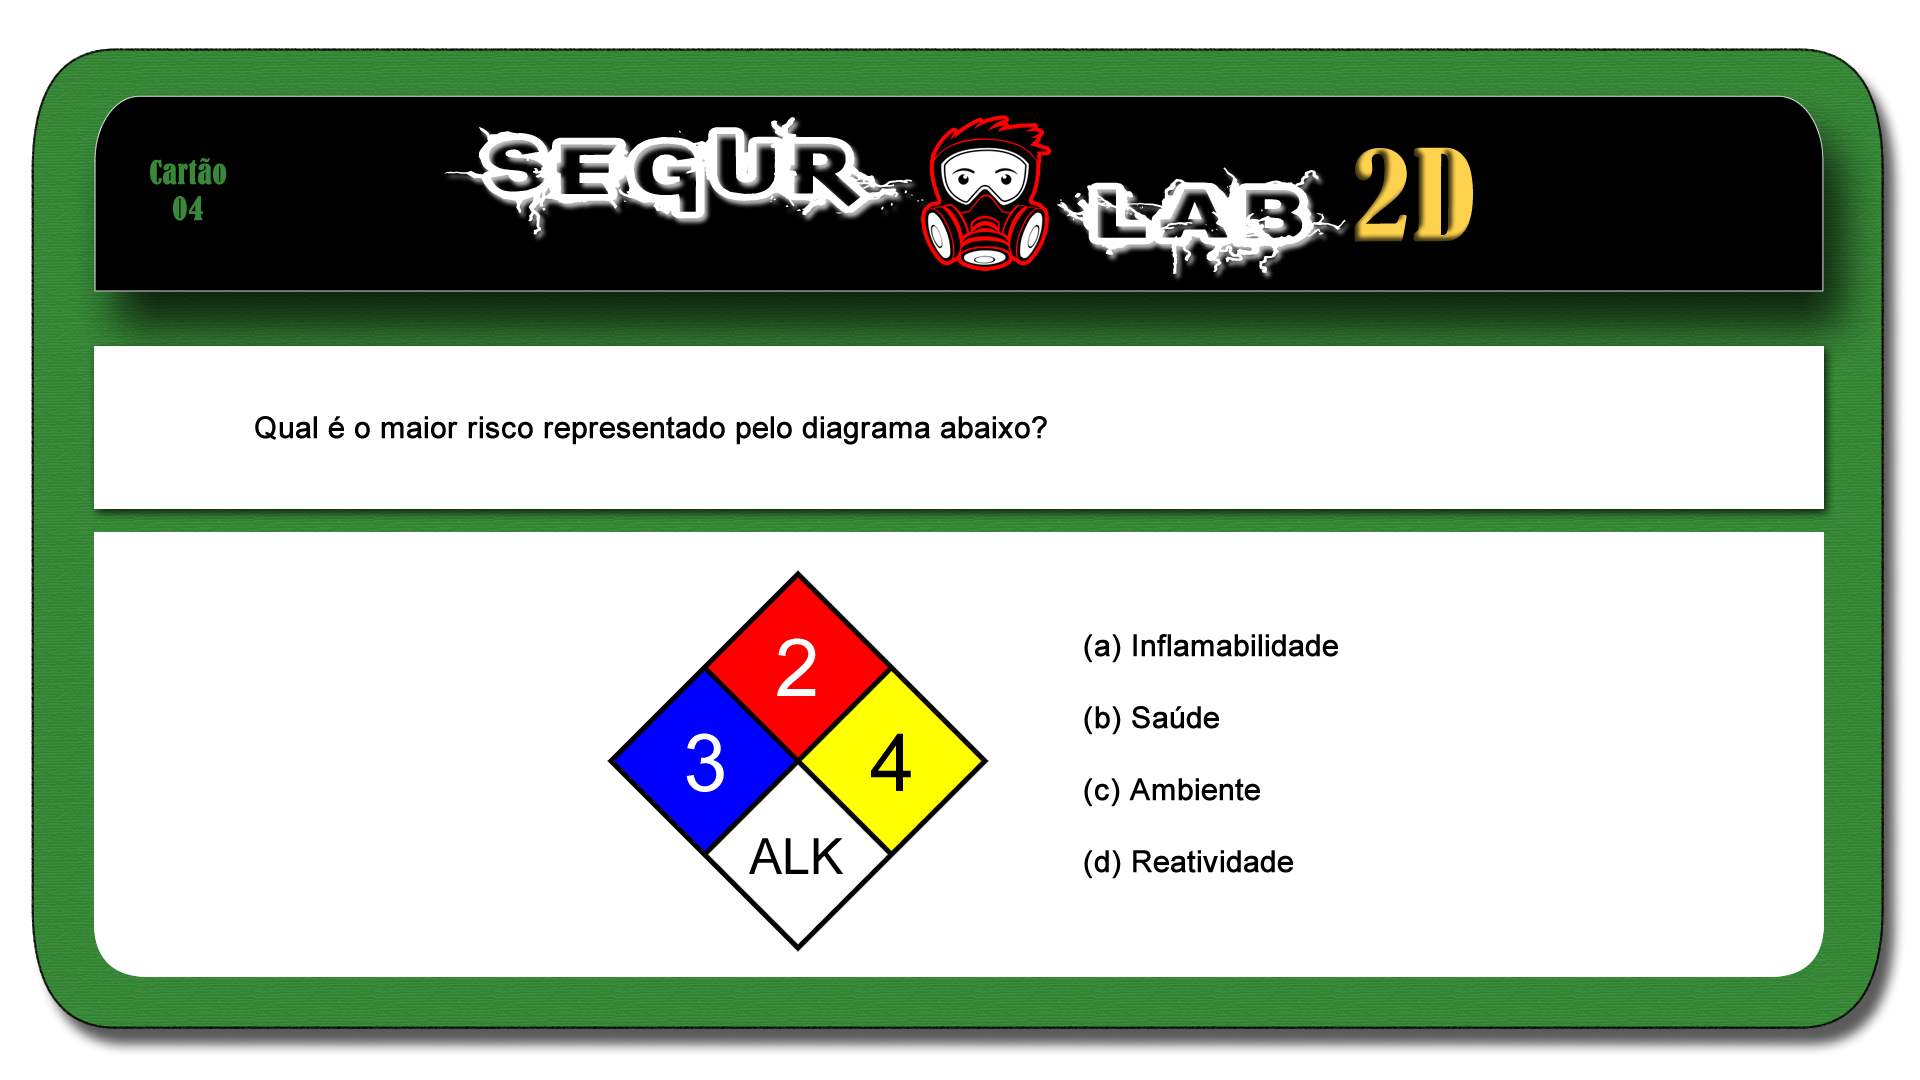 Cartão
04
SEGUR LAB 2D
Qual é o maior risco representado pelo diagrama abaixo?
2
3
4
ALK
(a) Inflamabilidade
(b) Saúde
(c) Ambiente
(d) Reatividade